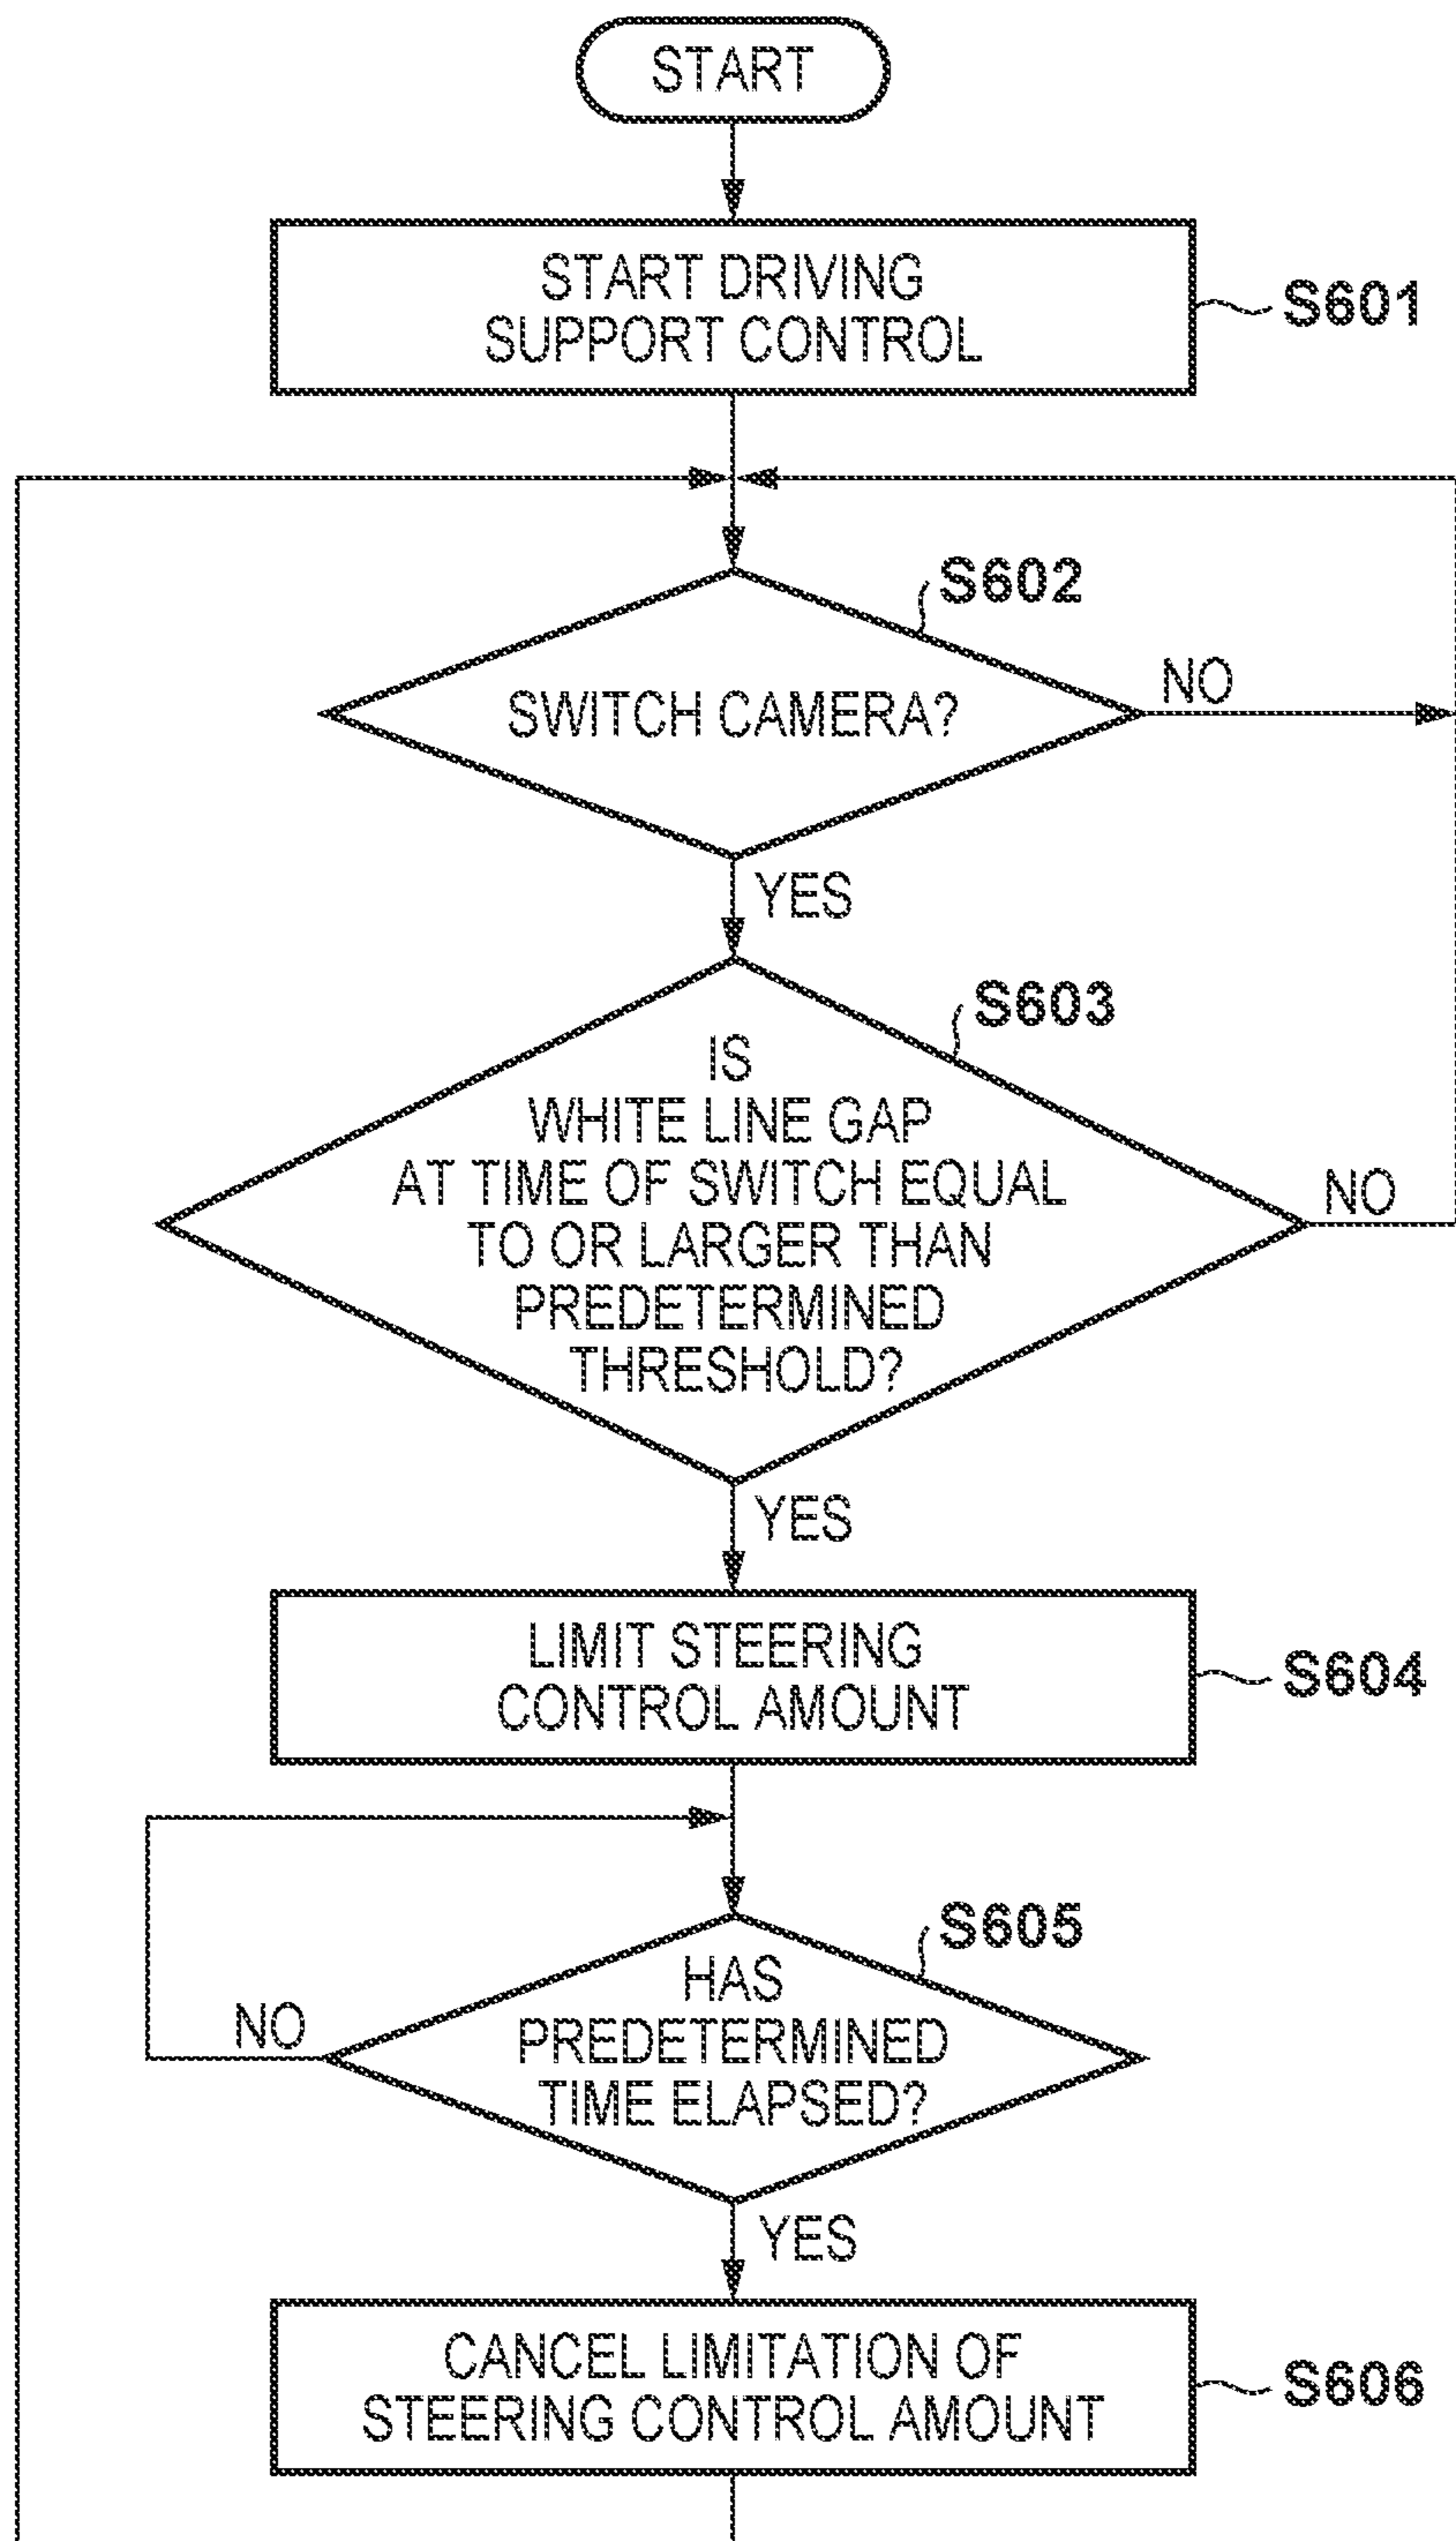 START
START DRIVING
SUPPORT CONTROL
S601
S602
SWITCH CAMERA?
NO
YES
S603
IS
WHITE LINE GAP
AT TIME OF SWITCH EQUAL
TO OR LARGER THAN
PREDETERMINED
THRESHOLD?
NO
YES
LIMIT STEERING
CONTROL AMOUNT
S604
S605
HAS
PREDETERMINED
TIME ELAPSED?
NO
YES
CANCEL LIMITATION OF
STEERING CONTROL AMOUNT
S606